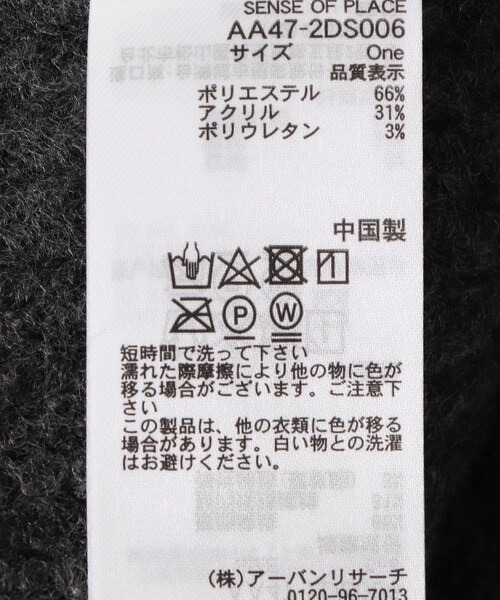 SENSE OF PLACE
AA47-2DS006
サイズ One
品質表示
ポリエステル 66%
アクリル 31%
ポリウレタン 3%
中国製
P W
短時間で洗って下さい
濡れた際摩擦により他の物に色が
移る場合がございます。ご注意下
さい
この製品は、他の衣類に色が移る
場合があります。白い物との洗濯
はお避けください。
(株)アーバンリサーチ
0120-96-7013